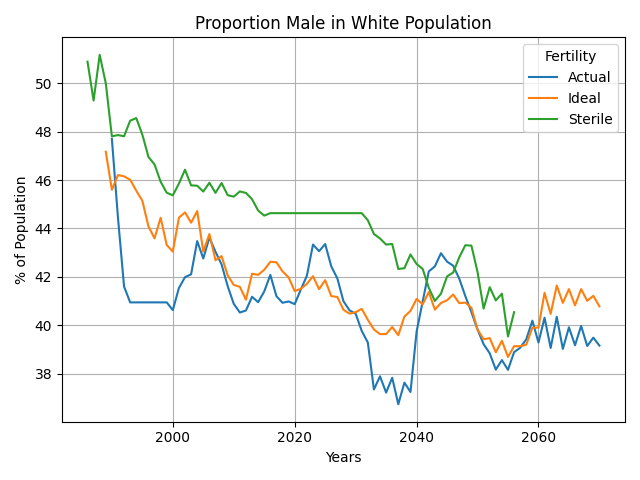 Proportion Male in White Population
Fertility
Actual
Ideal
Sterile
% of Population
50
48
46
44
42
40
38
2000
2020
2040
2060
Years